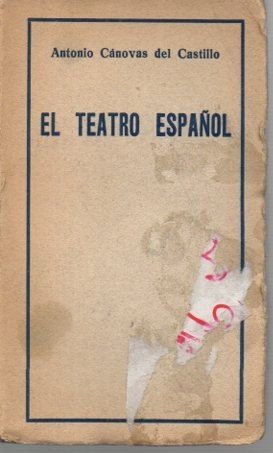 Antonio Cánovas del Castillo
EL TEATRO ESPAÑOL